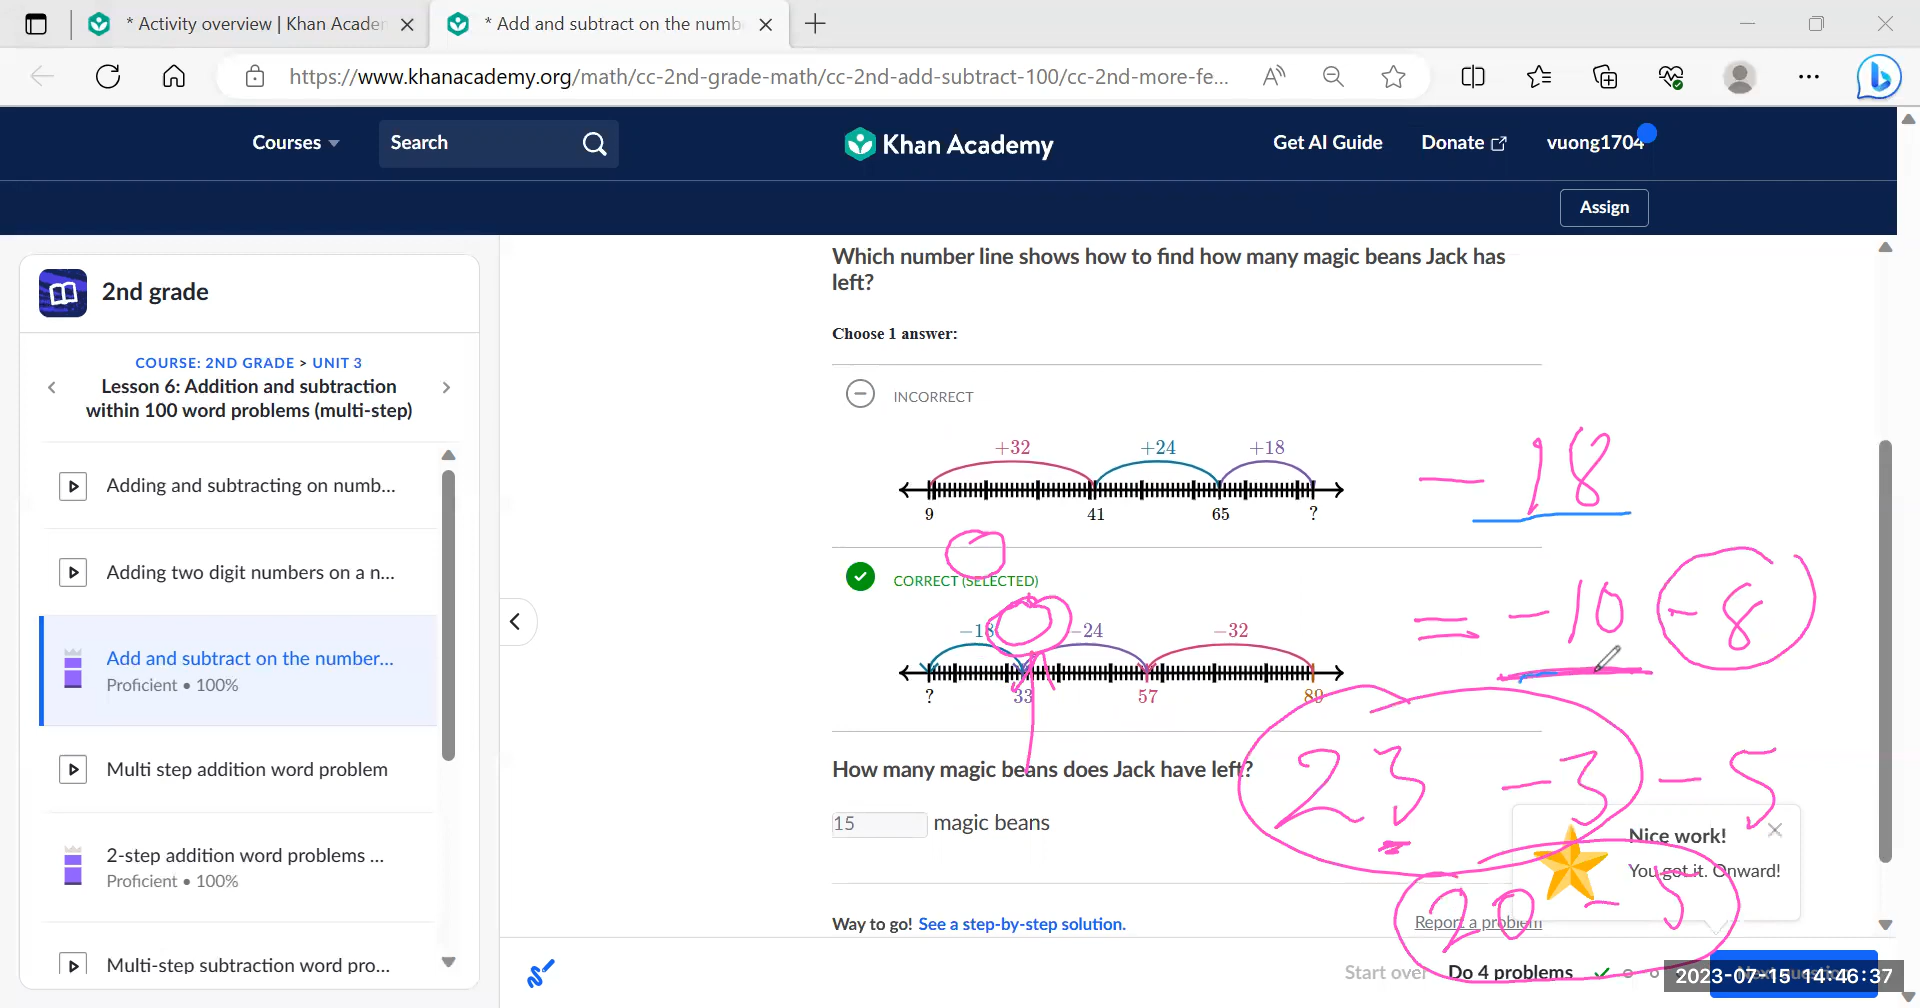 * Activity overview | Khan Acade
* Add and subtract on the numb
https://www.khanacademy.org/math/cc-2nd-grade-math/cc-2nd-add-subtract-100/cc-2nd-more-fe...
Courses
Search
Khan Academy
Get AI Guide
Donate
vuong1704
Assign
2nd grade
COURSE: 2ND GRADE > UNIT 3
Lesson 6: Addition and subtraction
within 100 word problems (multi-step)
Adding and subtracting on numb...
Adding two digit numbers on a n...
Add and subtract on the number...
Proficient • 100%
Multi step addition word problem
2-step addition word problems ...
Proficient • 100%
Multi-step subtraction word pro...
Which number line shows how to find how many magic beans Jack has
left?
Choose 1 answer:
INCORRECT
+32 +24 +18
9 41 65 ?
− 18
CORRECT (SELECTED)
= − 10 − 8
−18 −24 −32
? 33 57 89
23 − 3 − 5
How many magic beans does Jack have left?
15 magic beans
Nice work!
You got it. Onward!
20 − 5
Way to go! See a step-by-step solution.
Report a problem
Start over
Do 4 problems
2023-07-15 14:46:37